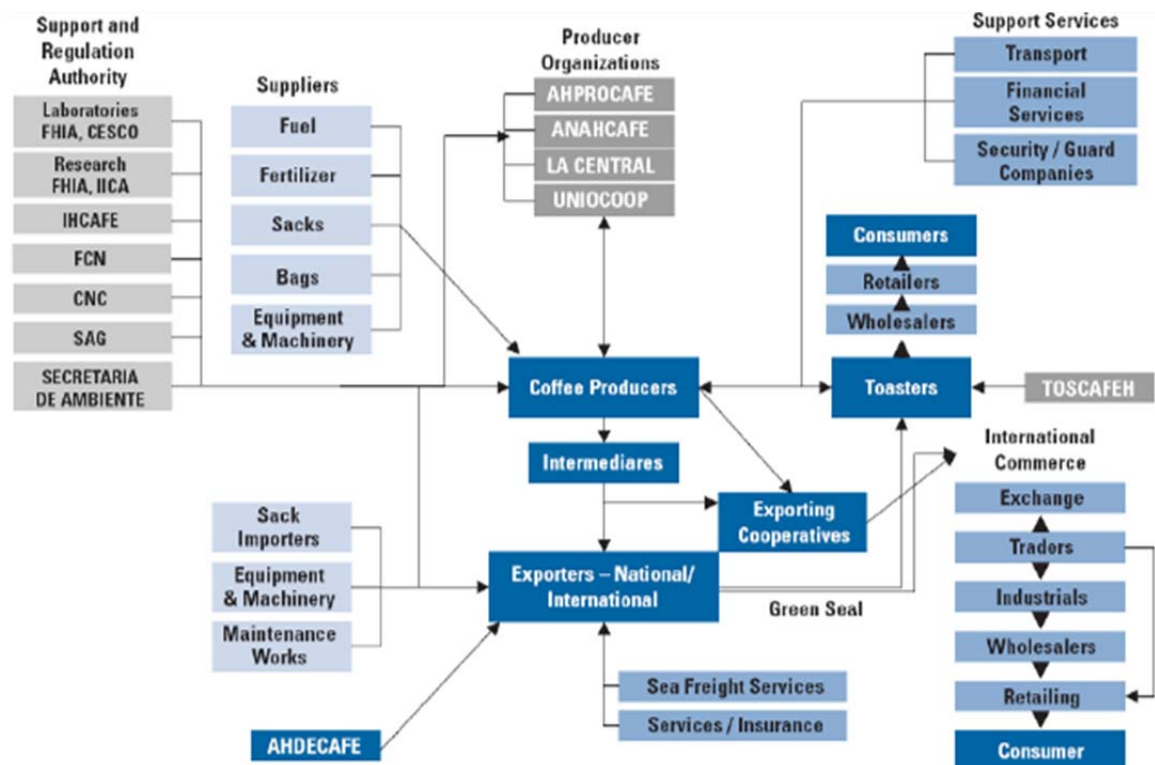 Support and
Regulation
Authority
Laboratories
FHIA, CESCO
Research
FHIA, IICA
IHCAFE
FCN
CNC
SAG
SECRETARIA
DE AMBIENTE
Suppliers
Fuel
Fertilizer
Sacks
Bags
Equipment
& Machinery
Producer
Organizations
AHPROCAFE
ANAHCAFE
LA CENTRAL
UNIOCOOP
Support Services
Transport
Financial
Services
Security / Guard
Companies
Consumers
Retailers
Wholesalers
Toasters
TOSCAFEH
Coffee Producers
Intermediares
Exporting
Cooperatives
Exporters – National/
International
Green Seal
Sack
Importers
Equipment
& Machinery
Maintenance
Works
AHDECAFE
Sea Freight Services
Services / Insurance
International
Commerce
Exchange
Traders
Industrials
Wholesalers
Retailing
Consumer